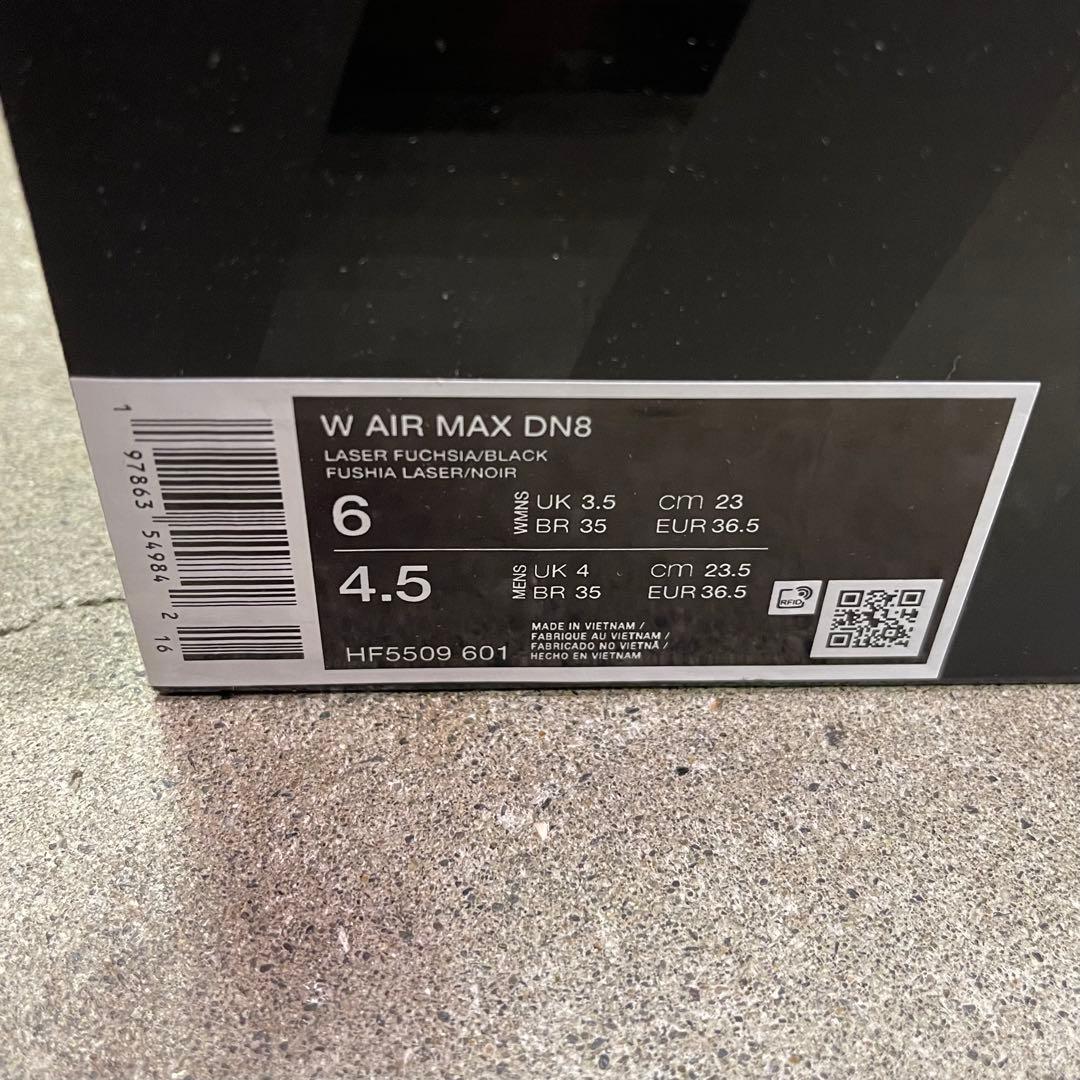 1 97863 54984 2 16
W AIR MAX DN8
LASER FUCHSIA/BLACK
FUSHIA LASER/NOIR
6 WMNS UK 3.5 cm 23
BR 35 EUR 36.5
4.5 MENS UK 4 cm 23.5
BR 35 EUR 36.5
RFID
HF5509 601
MADE IN VIETNAM /
FABRIQUE AU VIETNAM /
FABRICADO NO VIETNÃ /
HECHO EN VIETNAM